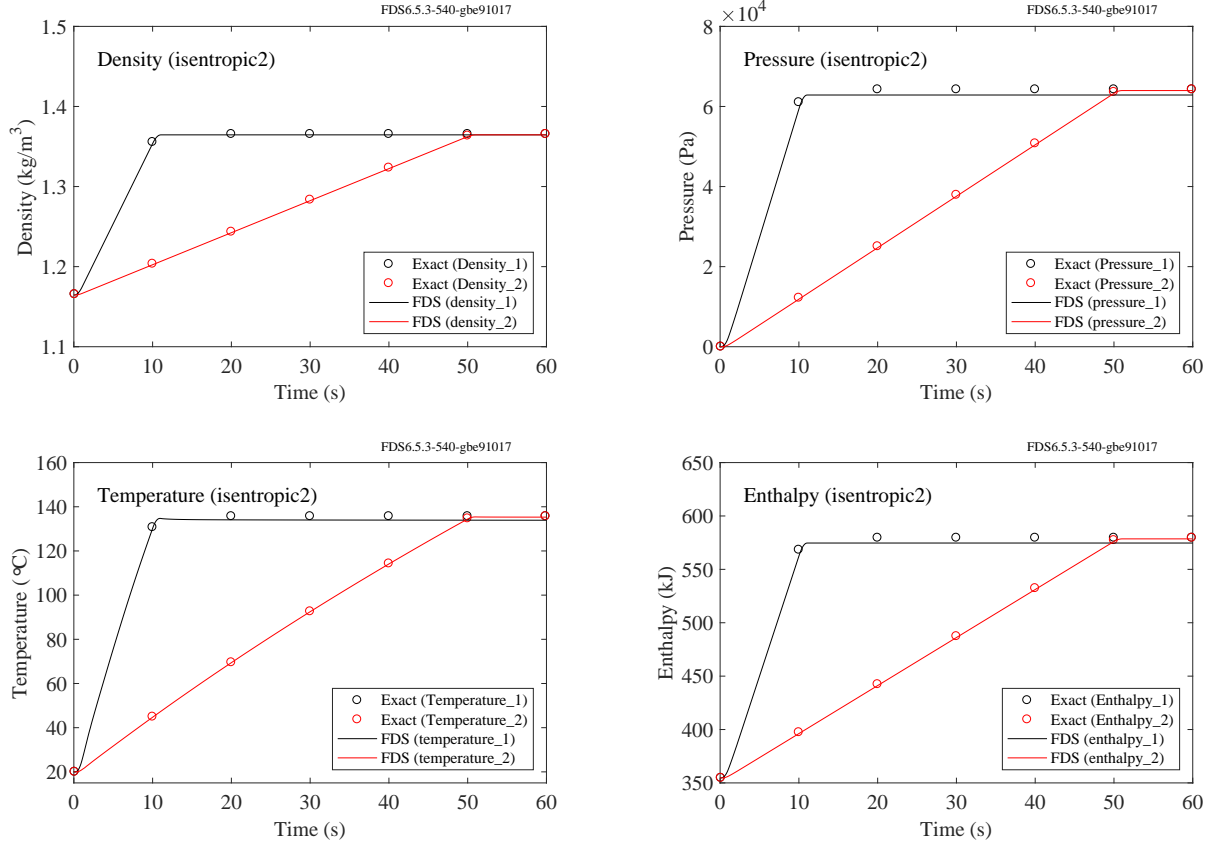 FDS6.5.3-540-gbe91017
Density (isentropic2)
1.5
1.4
1.3
1.2
1.1
Density (kg/m³)
0 10 20 30 40 50 60
Time (s)
Exact (Density_1)
Exact (Density_2)
FDS (density_1)
FDS (density_2)
FDS6.5.3-540-gbe91017
×10⁴
Pressure (isentropic2)
8
6
4
2
0
Pressure (Pa)
0 10 20 30 40 50 60
Time (s)
Exact (Pressure_1)
Exact (Pressure_2)
FDS (pressure_1)
FDS (pressure_2)
FDS6.5.3-540-gbe91017
Temperature (isentropic2)
160
140
120
100
80
60
40
20
Temperature (°C)
0 10 20 30 40 50 60
Time (s)
Exact (Temperature_1)
Exact (Temperature_2)
FDS (temperature_1)
FDS (temperature_2)
FDS6.5.3-540-gbe91017
Enthalpy (isentropic2)
650
600
550
500
450
400
350
Enthalpy (kJ)
0 10 20 30 40 50 60
Time (s)
Exact (Enthalpy_1)
Exact (Enthalpy_2)
FDS (enthalpy_1)
FDS (enthalpy_2)